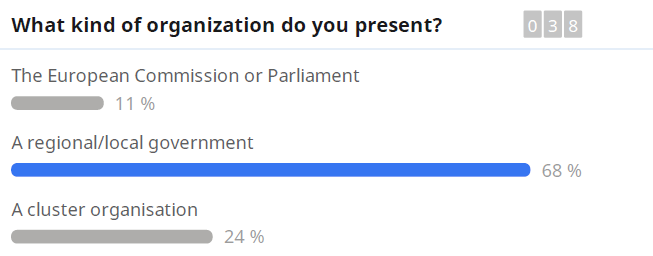 What kind of organization do you present? 038
The European Commission or Parliament
11 %
A regional/local government
68 %
A cluster organisation
24 %